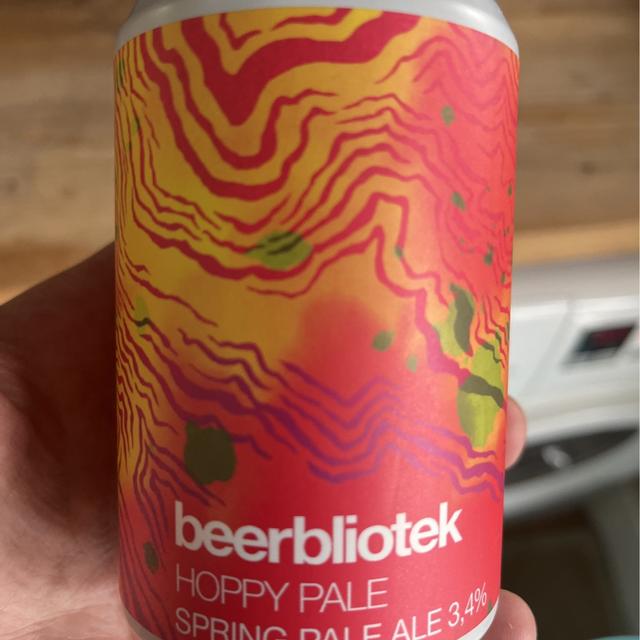 beerbliotek
HOPPY PALE
SPRING PALE ALE 3,4%